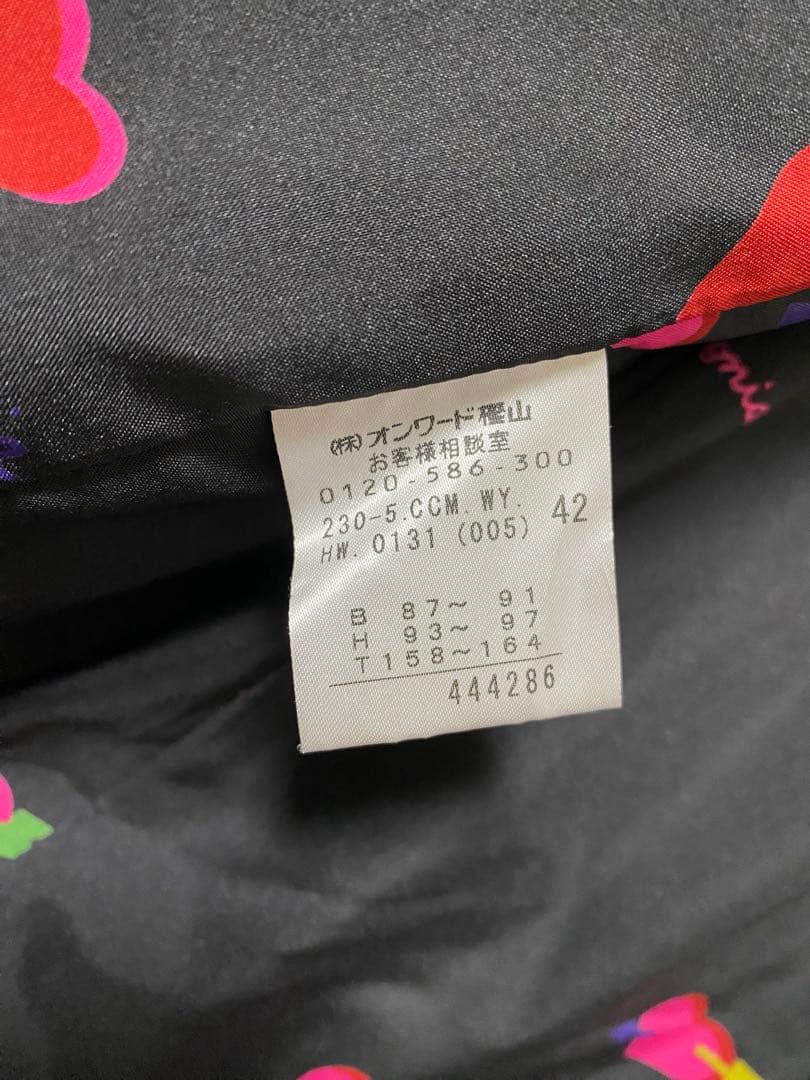 (株)オンワード樫山
お客様相談室
0120-586-300
230-5.CCM.WY.
HW. 0131 (005) 42
B 87～ 91
H 93～ 97
T 158～164
444286